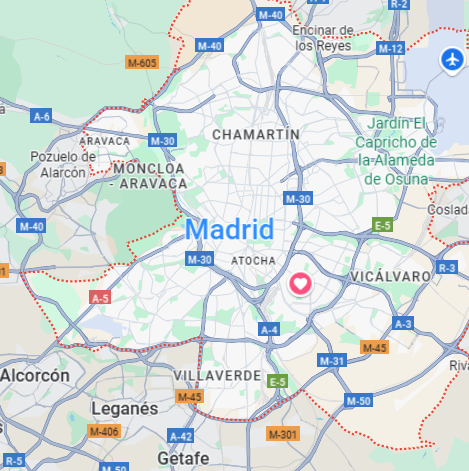 R-2
M-40
Encinar de
los Reyes
M-40
M-12
M-605
A-6
ARAVACA
M-30
CHAMARTÍN
Jardín El
Capricho de
la Alameda
de Osuna
Pozuelo de
Alarcón
MONCLOA
- ARAVACA
M-30
Coslada
M-40
Madrid
E-5
M-30
ATOCHA
R-3
VICÁLVARO
A-5
A-4
A-3
M-31
M-45
Alcorcón
VILLAVERDE
E-5
M-45
M-50
Leganés
M-406
A-42
M-301
Getafe
R-5
M-50